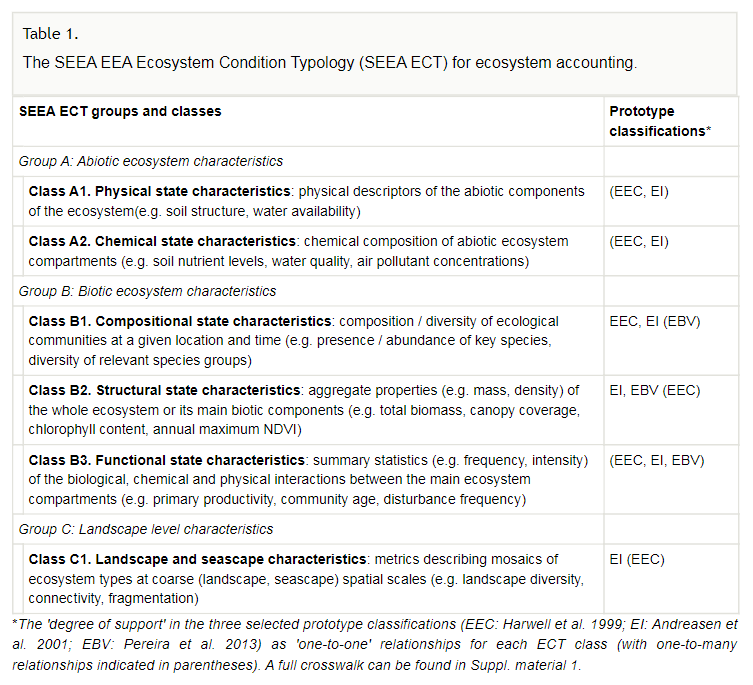 Table 1.
The SEEA EEA Ecosystem Condition Typology (SEEA ECT) for ecosystem accounting.
SEEA ECT groups and classes
Prototype
classifications*
Group A: Abiotic ecosystem characteristics
Class A1. Physical state characteristics: physical descriptors of the abiotic components
of the ecosystem(e.g. soil structure, water availability)
(EEC, EI)
Class A2. Chemical state characteristics: chemical composition of abiotic ecosystem
compartments (e.g. soil nutrient levels, water quality, air pollutant concentrations)
(EEC, EI)
Group B: Biotic ecosystem characteristics
Class B1. Compositional state characteristics: composition / diversity of ecological
communities at a given location and time (e.g. presence / abundance of key species,
diversity of relevant species groups)
EEC, EI (EBV)
Class B2. Structural state characteristics: aggregate properties (e.g. mass, density) of
the whole ecosystem or its main biotic components (e.g. total biomass, canopy coverage,
chlorophyll content, annual maximum NDVI)
EI, EBV (EEC)
Class B3. Functional state characteristics: summary statistics (e.g. frequency, intensity)
of the biological, chemical and physical interactions between the main ecosystem
compartments (e.g. primary productivity, community age, disturbance frequency)
(EEC, EI, EBV)
Group C: Landscape level characteristics
Class C1. Landscape and seascape characteristics: metrics describing mosaics of
ecosystem types at coarse (landscape, seascape) spatial scales (e.g. landscape diversity,
connectivity, fragmentation)
EI (EEC)
*The 'degree of support' in the three selected prototype classifications (EEC: Harwell et al. 1999; EI: Andreasen et
al. 2001; EBV: Pereira et al. 2013) as 'one-to-one' relationships for each ECT class (with one-to-many
relationships indicated in parentheses). A full crosswalk can be found in Suppl. material 1.